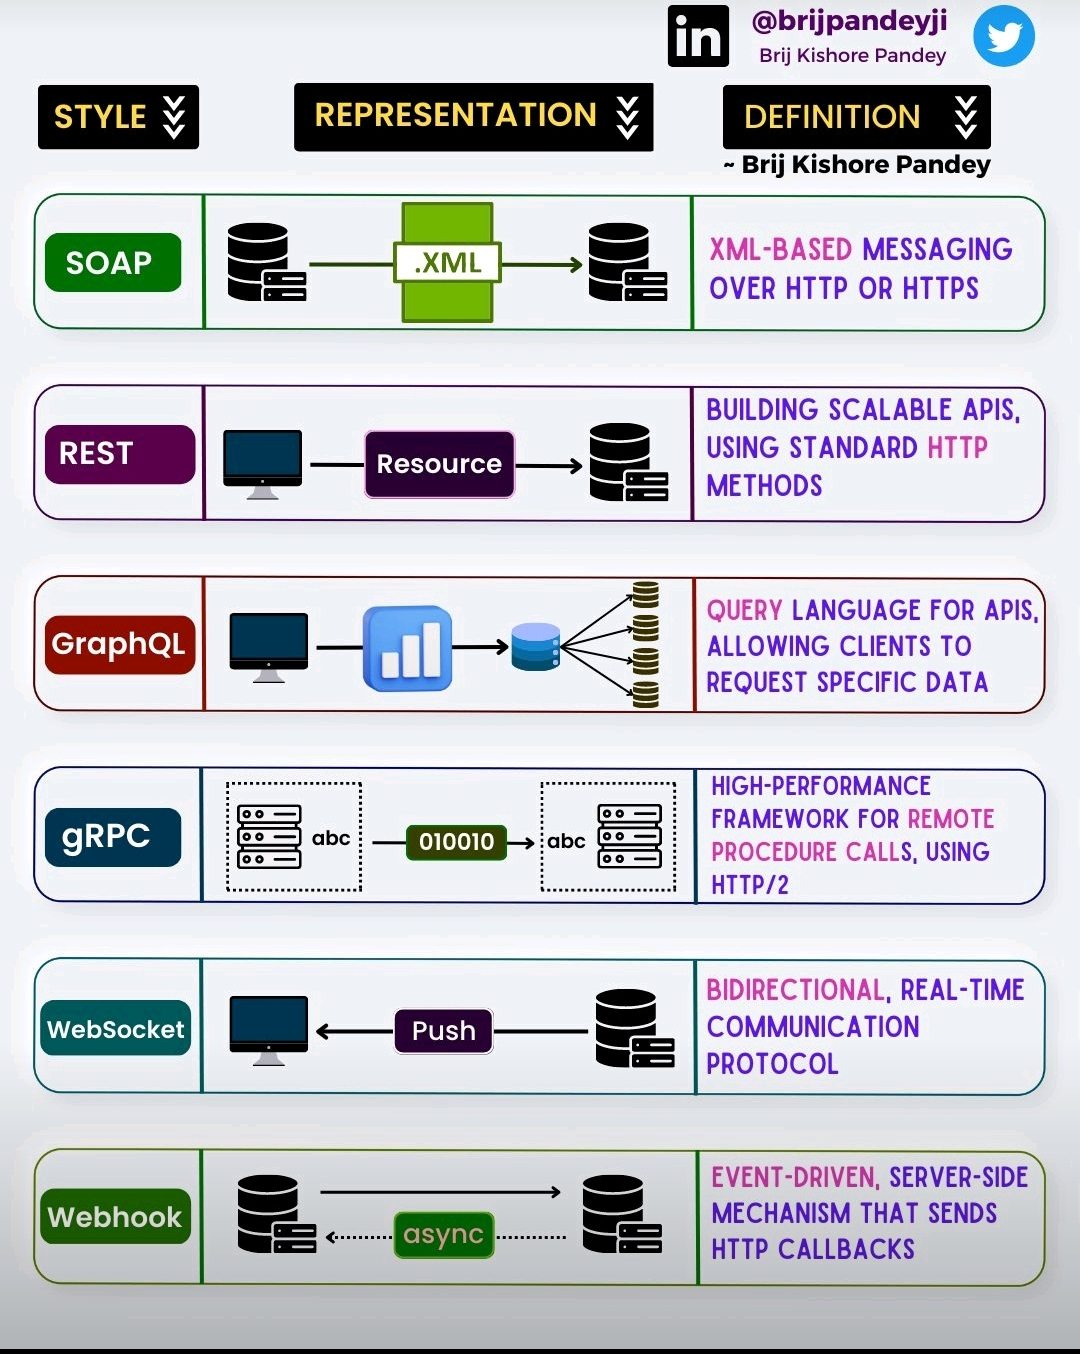 in
@brijpandeyji
Brij Kishore Pandey
STYLE
REPRESENTATION
DEFINITION
~ Brij Kishore Pandey
SOAP
.XML
XML-BASED MESSAGING
OVER HTTP OR HTTPS
REST
Resource
BUILDING SCALABLE APIS,
USING STANDARD HTTP
METHODS
GraphQL
QUERY LANGUAGE FOR APIS,
ALLOWING CLIENTS TO
REQUEST SPECIFIC DATA
gRPC
abc
010010
abc
HIGH-PERFORMANCE
FRAMEWORK FOR REMOTE
PROCEDURE CALLS, USING
HTTP/2
WebSocket
Push
BIDIRECTIONAL, REAL-TIME
COMMUNICATION
PROTOCOL
Webhook
async
EVENT-DRIVEN, SERVER-SIDE
MECHANISM THAT SENDS
HTTP CALLBACKS